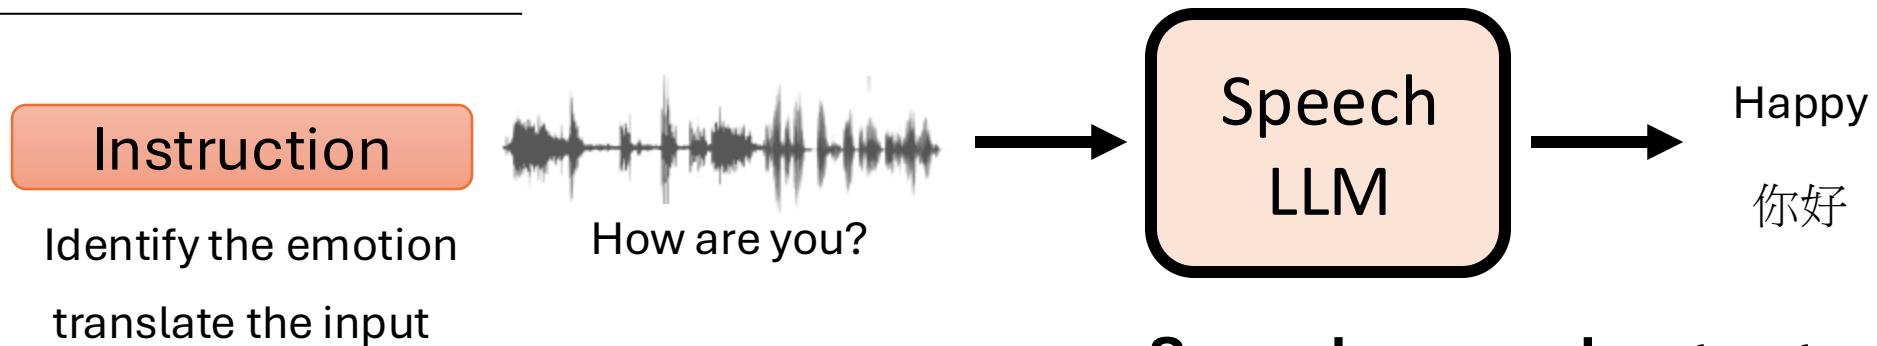 Instruction
Identify the emotion
translate the input
How are you?
Speech
LLM
Happy
你好